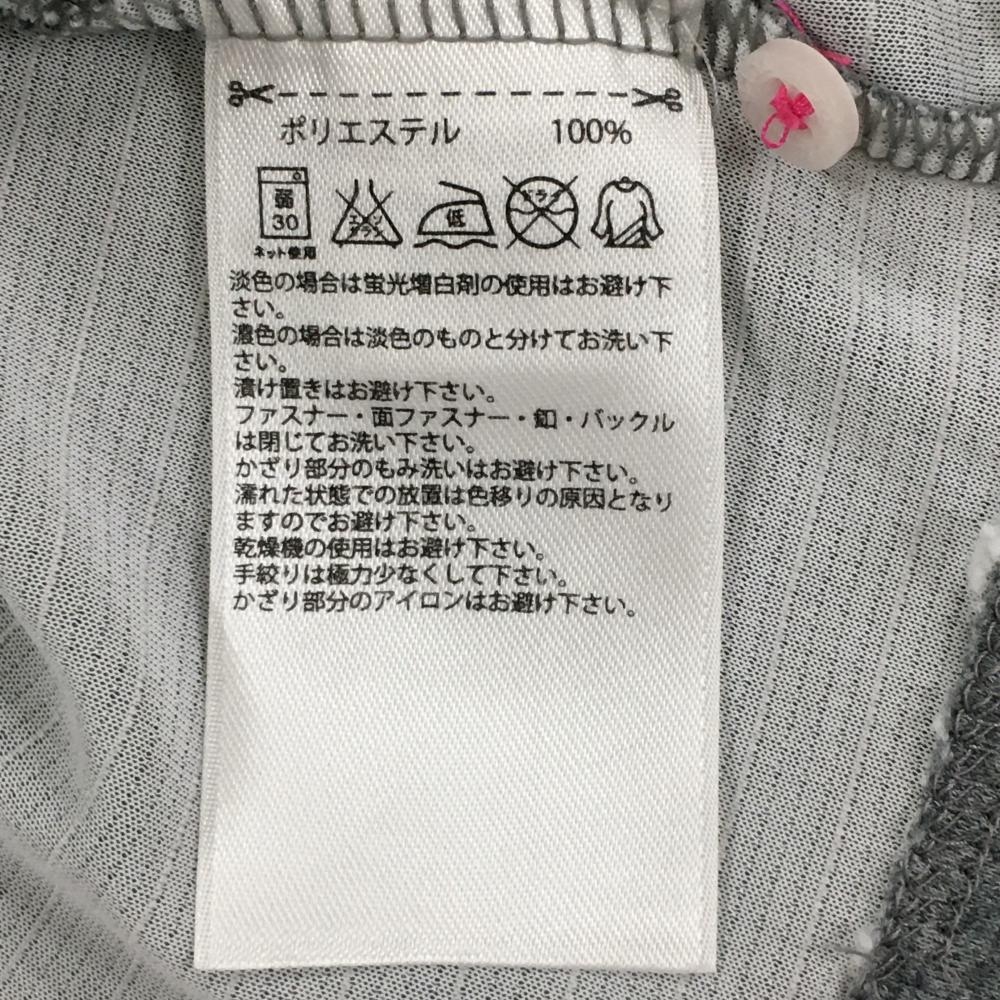 ポリエステル 100%
弱 30 エンソサラシ 低 ドライ
ネット使用
淡色の場合は蛍光増白剤の使用はお避け下
さい。
濃色の場合は淡色のものと分けてお洗い下
さい。
漬け置きはお避け下さい。
ファスナー・面ファスナー・釦・バックル
は閉じてお洗い下さい。
かざり部分のもみ洗いはお避け下さい。
濡れた状態での放置は色移りの原因となり
ますのでお避け下さい。
乾燥機の使用はお避け下さい。
手絞りは極力少なくして下さい。
かざり部分のアイロンはお避け下さい。